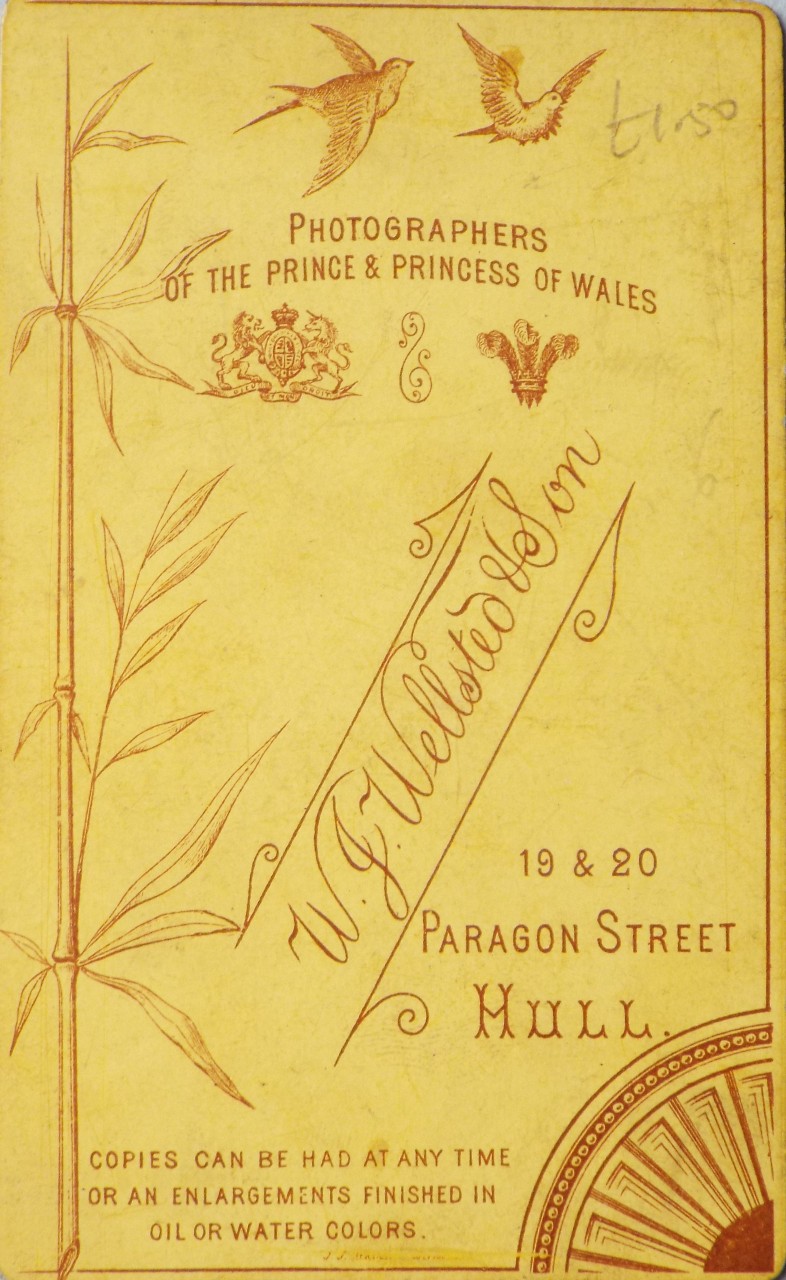 £1.50
PHOTOGRAPHERS
OF THE PRINCE & PRINCESS OF WALES
W. J. Wellsted & Son
19 & 20
PARAGON STREET
HULL.
COPIES CAN BE HAD AT ANY TIME
OR AN ENLARGEMENTS FINISHED IN
OIL OR WATER COLORS.